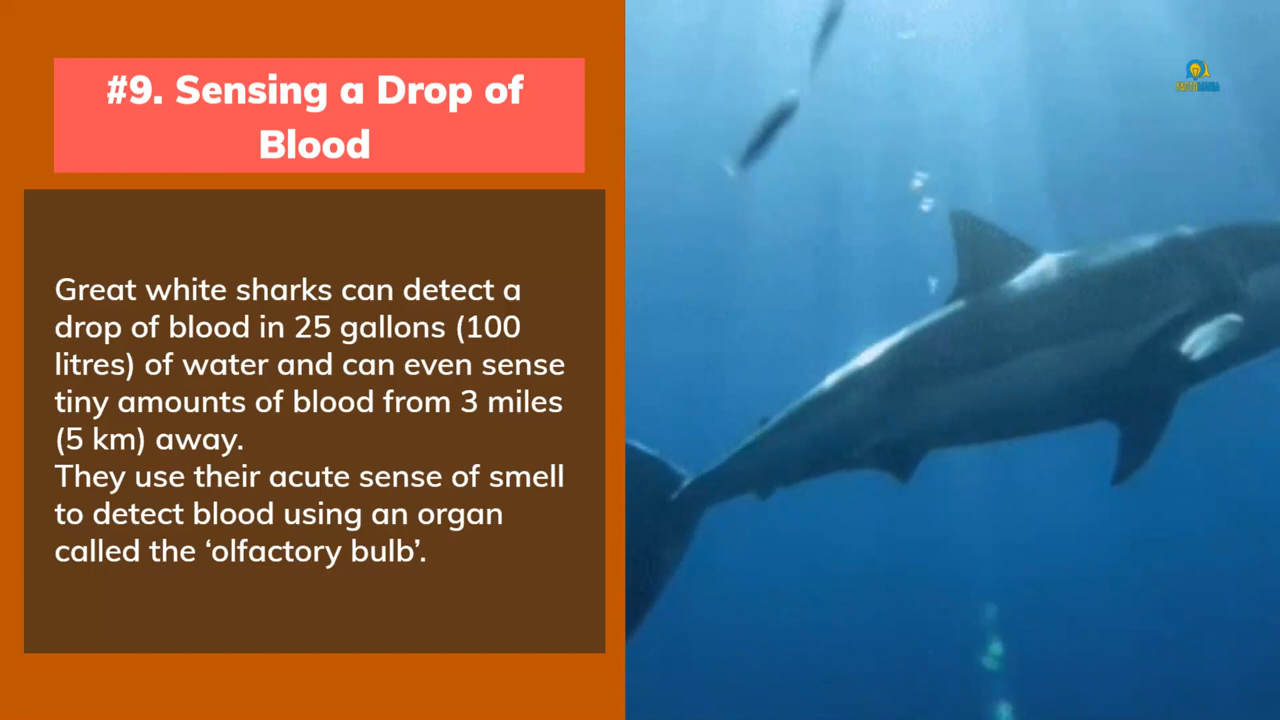 #9. Sensing a Drop of
Blood
Great white sharks can detect a
drop of blood in 25 gallons (100
litres) of water and can even sense
tiny amounts of blood from 3 miles
(5 km) away.
They use their acute sense of smell
to detect blood using an organ
called the ‘olfactory bulb’.
FACTOMANIA